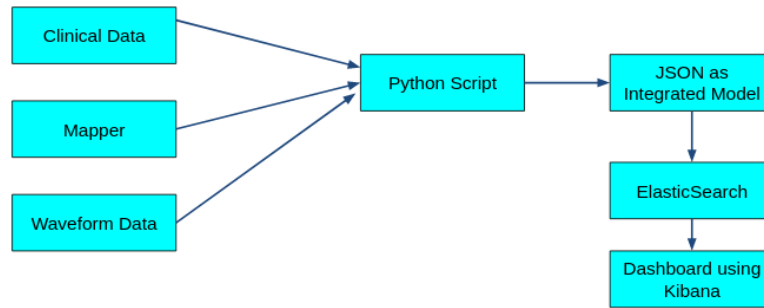 Clinical Data
Mapper
Waveform Data
Python Script
JSON as
Integrated Model
ElasticSearch
Dashboard using
Kibana